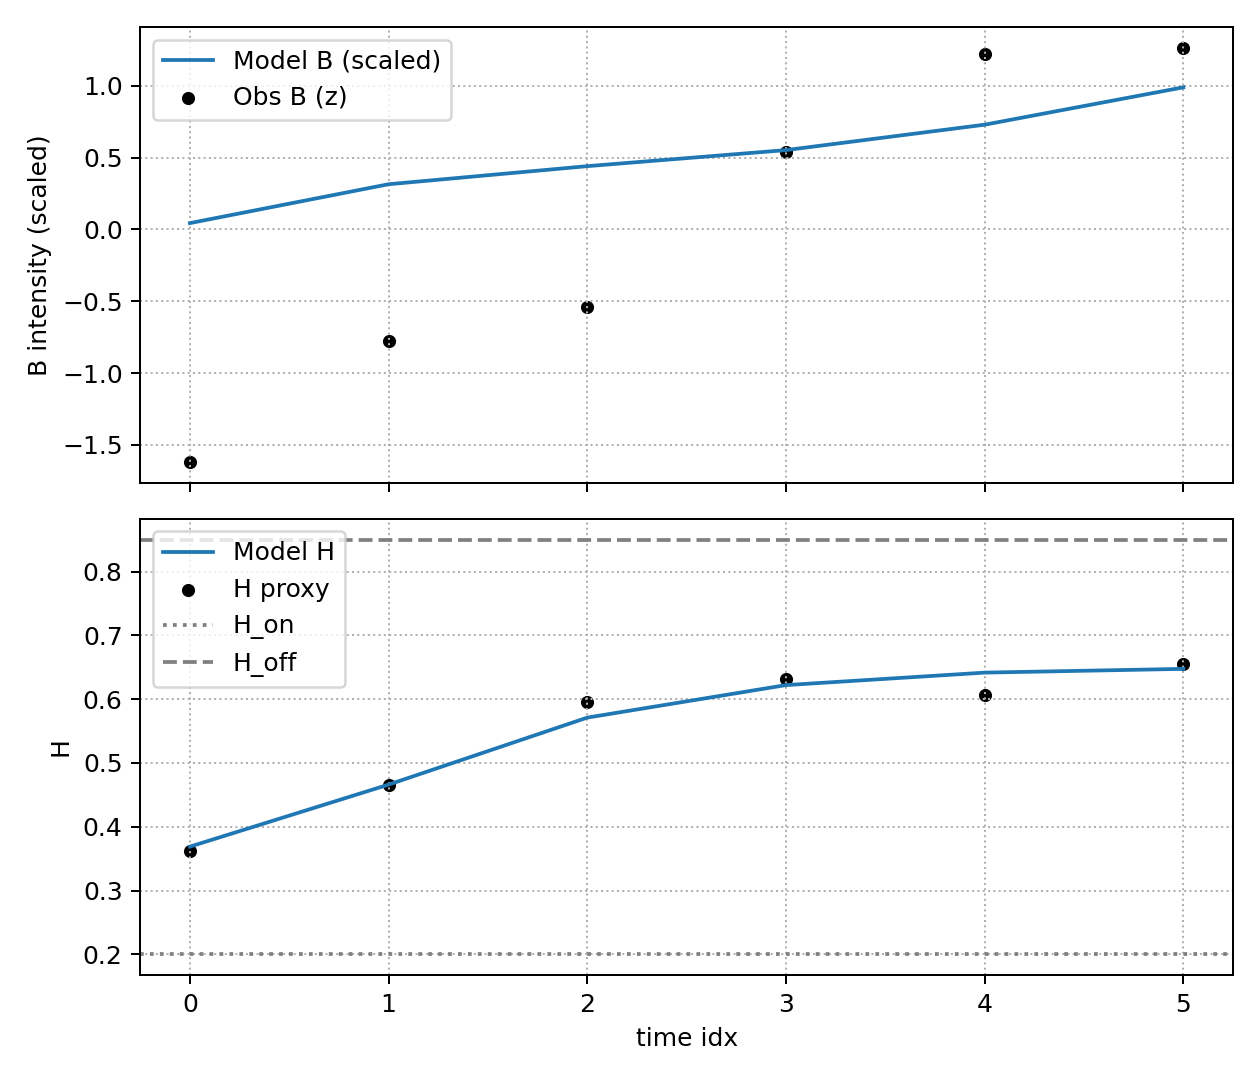 Model B (scaled)
Obs B (z)
1.0
0.5
0.0
−0.5
−1.0
−1.5
B intensity (scaled)
Model H
H proxy
H_on
H_off
0.8
0.7
0.6
0.5
0.4
0.3
0.2
H
0 1 2 3 4 5
time idx